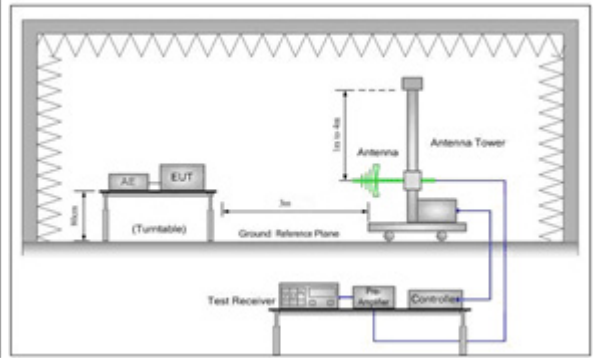 1m to 4m
Antenna
Antenna Tower
AE
EUT
80cm
(Turntable)
3m
Ground Reference Plane
Test Receiver
Pre-
Amplifier
Controller